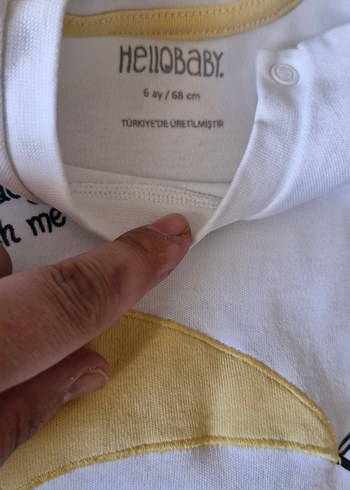 HellOBABY.
6 ay / 68 cm
TÜRKİYE'DE ÜRETİLMİŞTİR
me